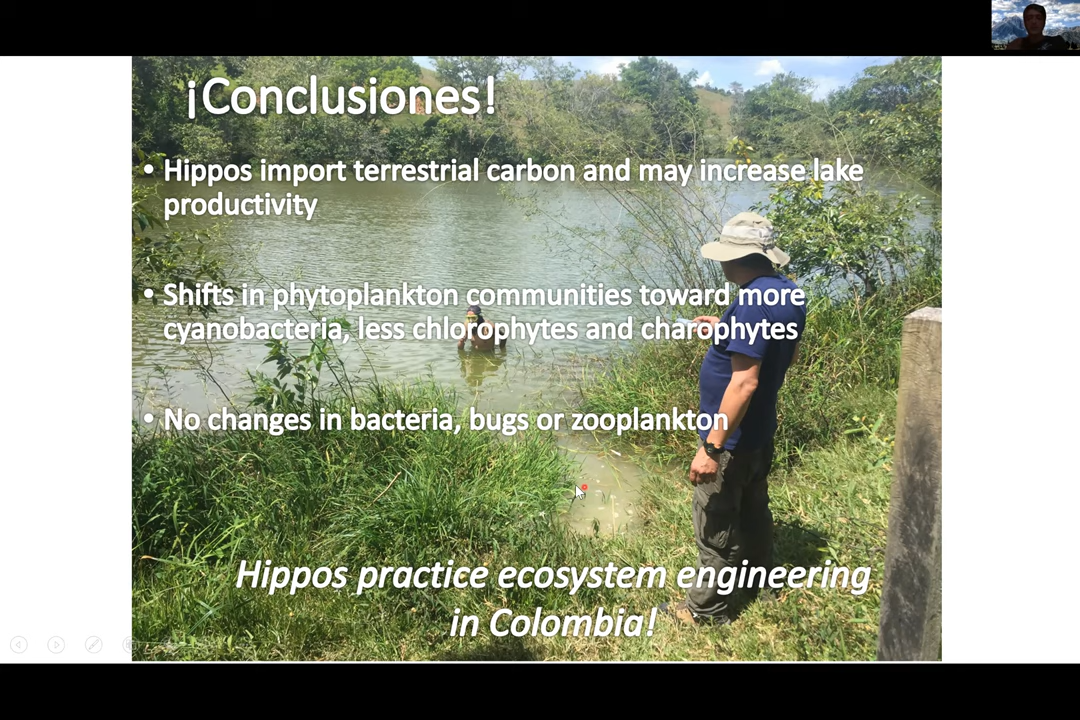 ¡Conclusiones!
• Hippos import terrestrial carbon and may increase lake
productivity
• Shifts in phytoplankton communities toward more
cyanobacteria, less chlorophytes and charophytes
• No changes in bacteria, bugs or zooplankton
Hippos practice ecosystem engineering
in Colombia!